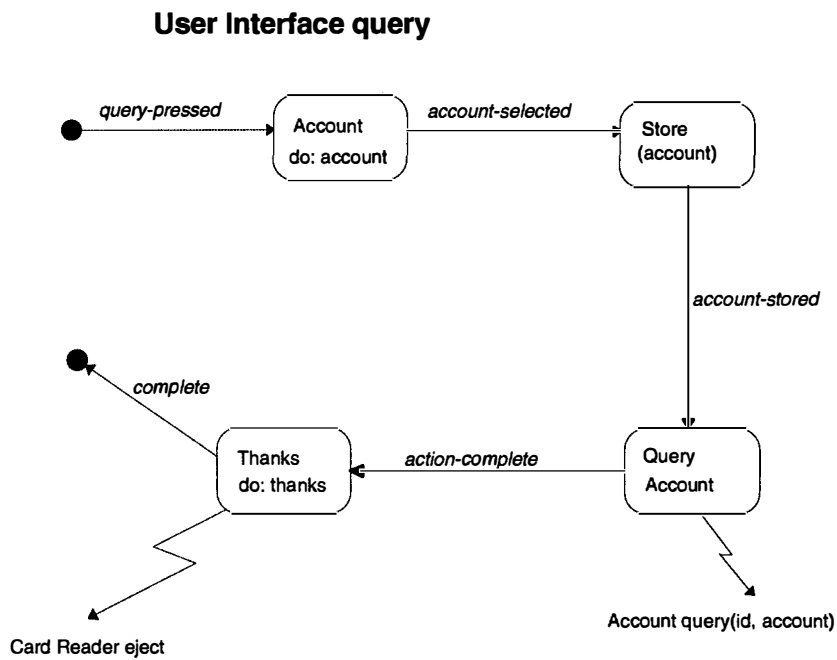 User Interface query
query-pressed
Account
do: account
account-selected
Store
(account)
account-stored
complete
Thanks
do: thanks
action-complete
Query
Account
Account query(id, account)
Card Reader eject